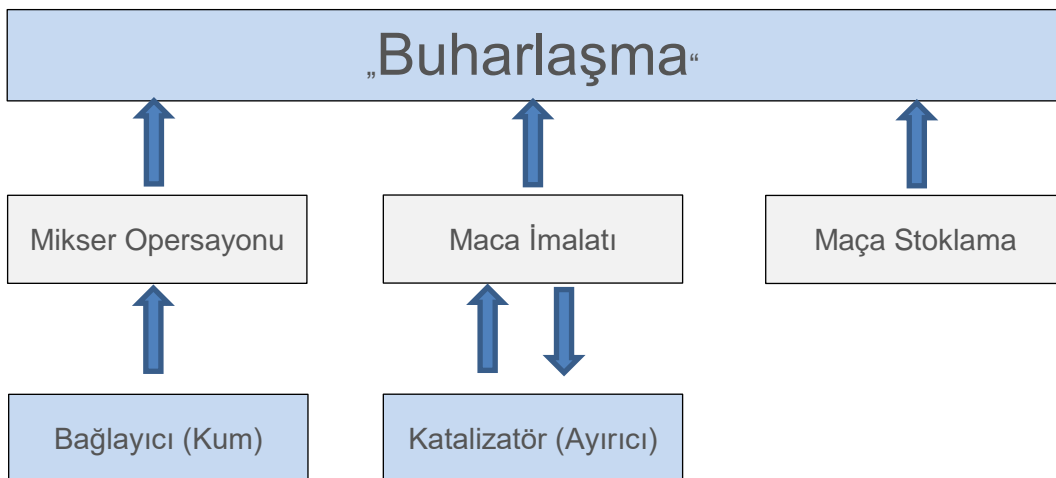 „Buharlaşma“
Mikser Opersayonu
Maca İmalatı
Maça Stoklama
Bağlayıcı (Kum)
Katalizatör (Ayırıcı)